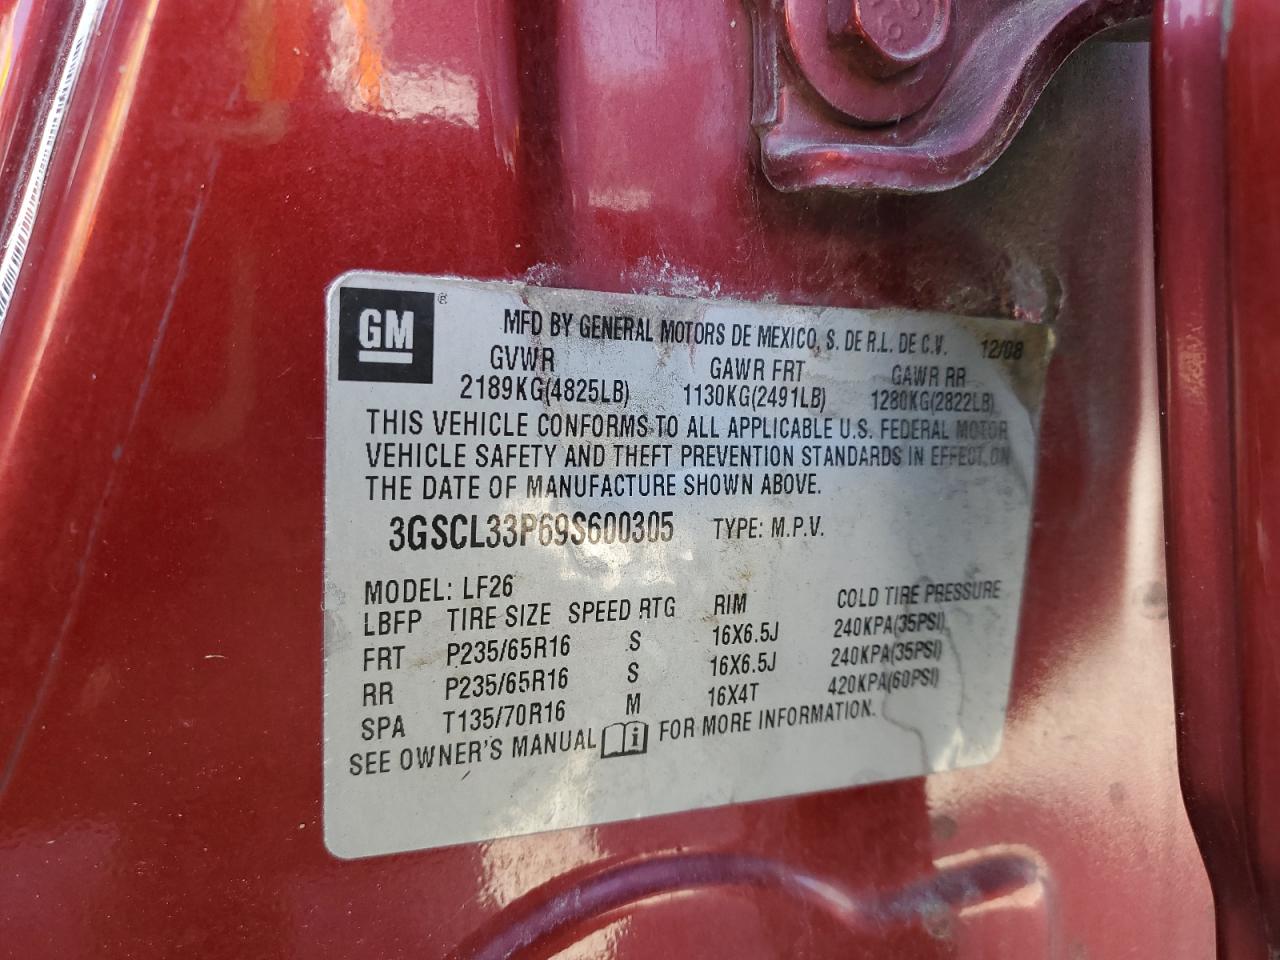 GM ®
MFD BY GENERAL MOTORS DE MEXICO, S. DE R.L. DE C.V. 12/08
GVWR GAWR FRT GAWR RR
2189KG(4825LB) 1130KG(2491LB) 1280KG(2822LB)
THIS VEHICLE CONFORMS TO ALL APPLICABLE U.S. FEDERAL MOTOR
VEHICLE SAFETY AND THEFT PREVENTION STANDARDS IN EFFECT ON
THE DATE OF MANUFACTURE SHOWN ABOVE.
3GSCL33P69S600305 TYPE: M.P.V.
MODEL: LF26
LBFP TIRE SIZE SPEED RTG RIM COLD TIRE PRESSURE
FRT P235/65R16 S 16X6.5J 240KPA(35PSI)
RR P235/65R16 S 16X6.5J 240KPA(35PSI)
SPA T135/70R16 M 16X4T 420KPA(60PSI)
SEE OWNER'S MANUAL i FOR MORE INFORMATION.